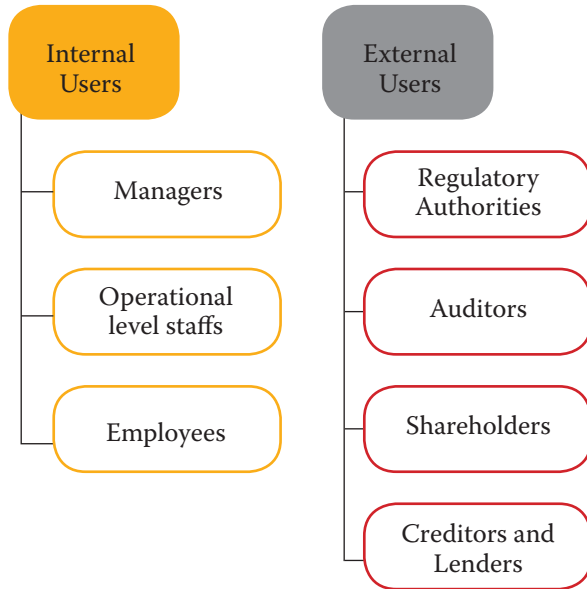 Internal
Users
Managers
Operational
level staffs
Employees
External
Users
Regulatory
Authorities
Auditors
Shareholders
Creditors and
Lenders